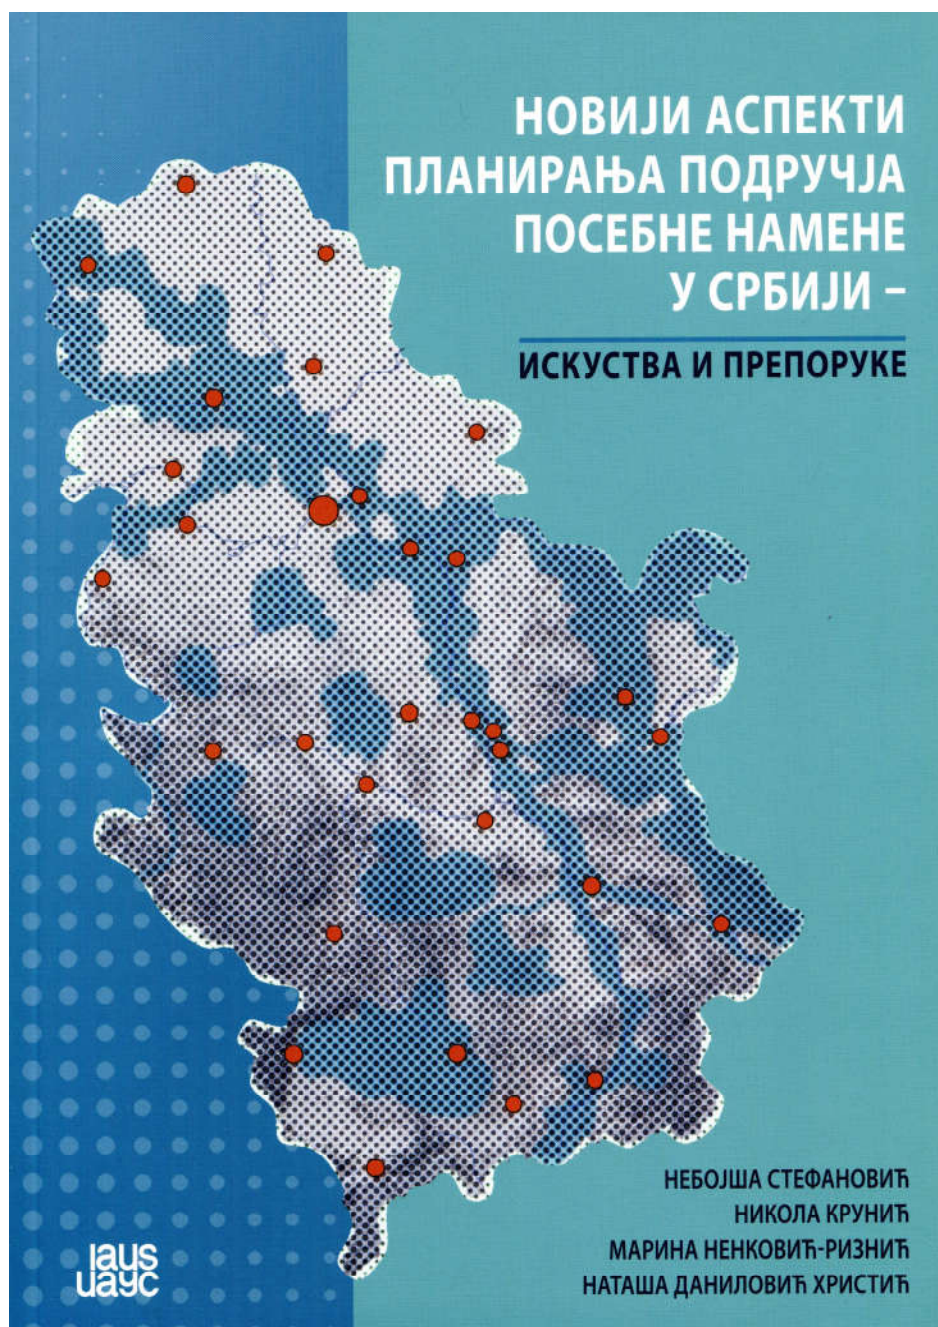 НОВИЈИ АСПЕКТИ
ПЛАНИРАЊА ПОДРУЧЈА
ПОСЕБНЕ НАМЕНЕ
У СРБИЈИ –
ИСКУСТВА И ПРЕПОРУКЕ
НЕБОЈША СТЕФАНОВИЋ
НИКОЛА КРУНИЋ
МАРИНА НЕНКОВИЋ-РИЗНИЋ
НАТАША ДАНИЛОВИЋ ХРИСТИЋ
iaus
иаус